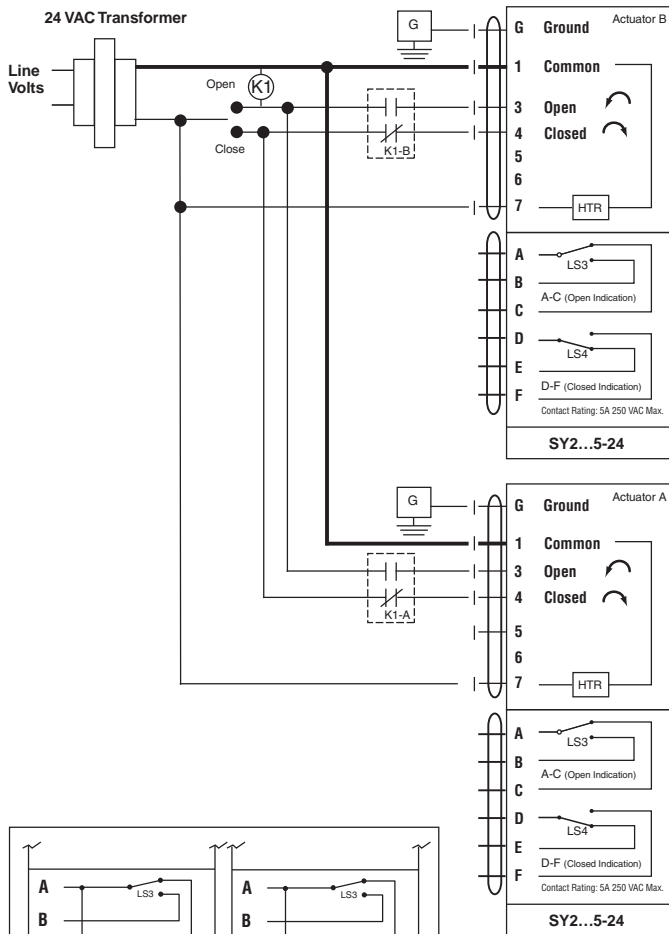 24 VAC Transformer
Line
Volts
Open
K1
Close
K1-B
G
Actuator B
G Ground
1 Common
3 Open
4 Closed
5
6
7
HTR
A
LS3
B
A-C (Open Indication)
C
D
LS4
E
D-F (Closed Indication)
F
Contact Rating: 5A 250 VAC Max.
SY2…5-24
G
Actuator A
G Ground
1 Common
3 Open
4 Closed
K1-A
5
6
7
HTR
A
LS3
B
A-C (Open Indication)
C
D
LS4
E
D-F (Closed Indication)
F
Contact Rating: 5A 250 VAC Max.
SY2…5-24
A
LS3
B
A
LS3
B